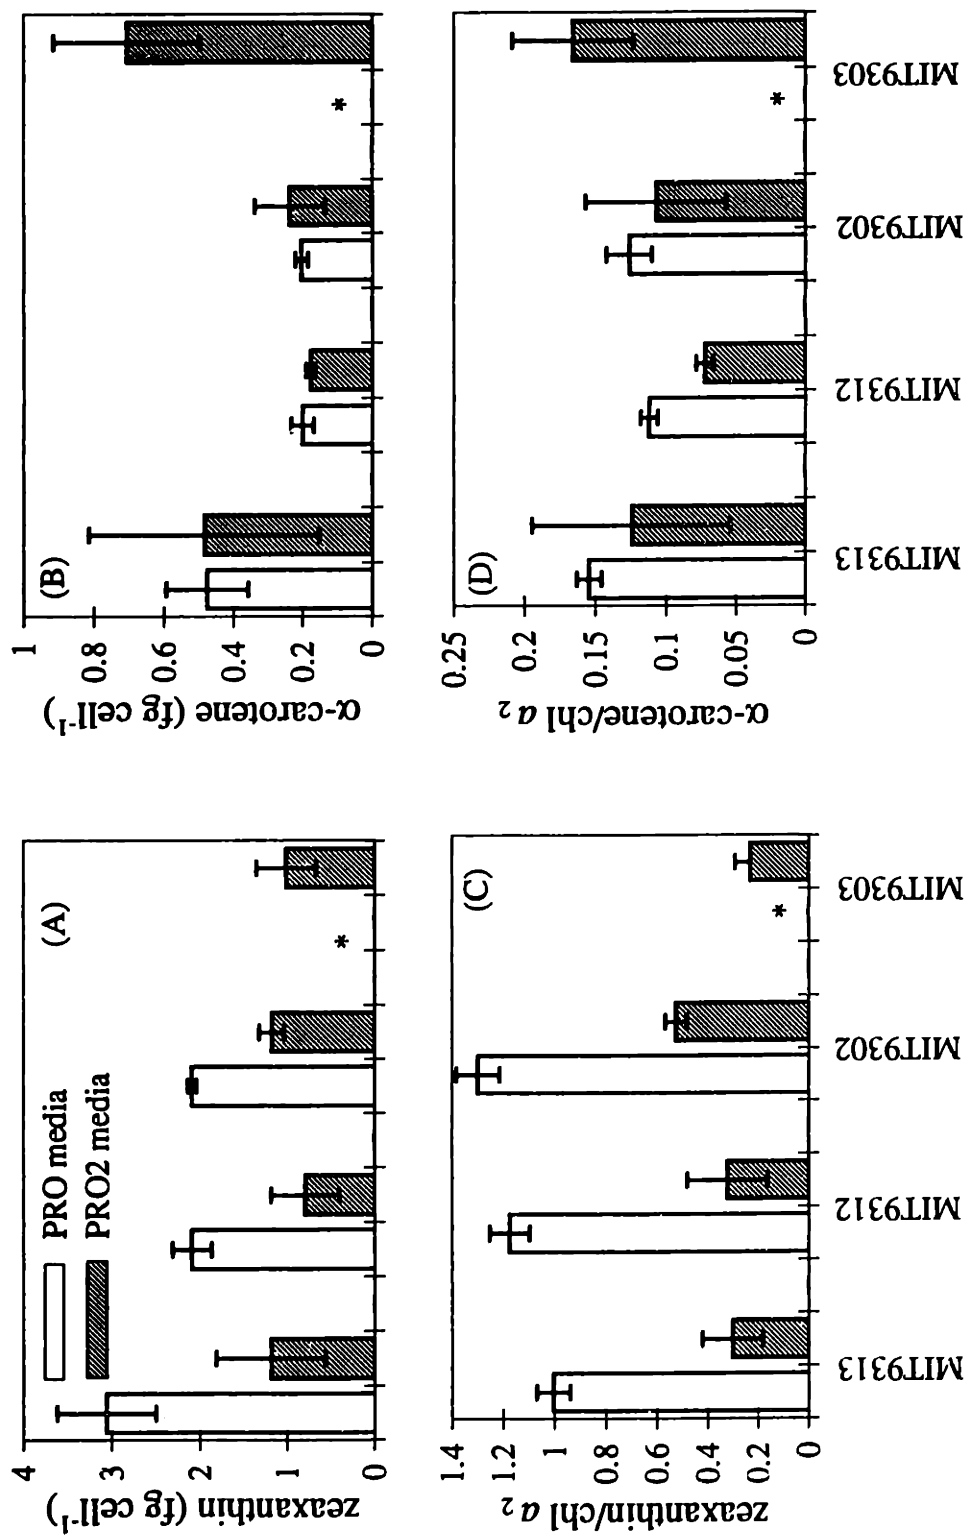 (A)
PRO media
PRO2 media
4
3
2
1
0
zeaxanthin (fg cell⁻¹)
*
(B)
1
0.8
0.6
0.4
0.2
0
α-carotene (fg cell⁻¹)
*
(C)
1.4
1.2
1
0.8
0.6
0.4
0.2
0
zeaxanthin/chl a₂
*
MIT9313
MIT9312
MIT9302
MIT9303
(D)
0.25
0.2
0.15
0.1
0.05
0
α-carotene/chl a₂
*
MIT9313
MIT9312
MIT9302
MIT9303